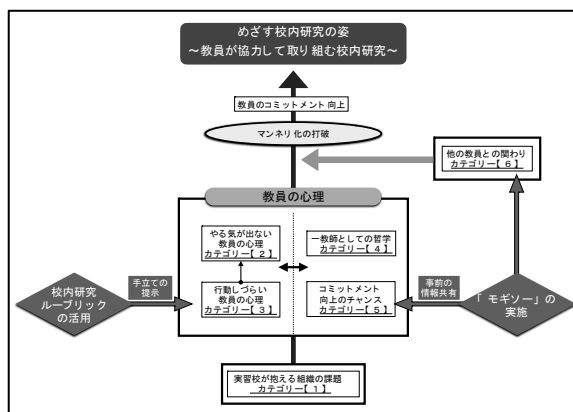 めざす校内研究の姿
～教員が協力して取り組む校内研究～
教員のコミットメント向上
マンネリ化の打破
他の教員との関わり
カテゴリー【６】
教員の心理
やる気が出ない
教員の心理
カテゴリー【２】
一教師としての哲学
カテゴリー【４】
行動しづらい
教員の心理
カテゴリー【３】
コミットメント
向上のチャンス
カテゴリー【５】
校内研究
ルーブリック
の活用
手立ての
提示
事前の
情報共有
「モギソー」の
実施
実習校が抱える組織の課題
カテゴリー【１】